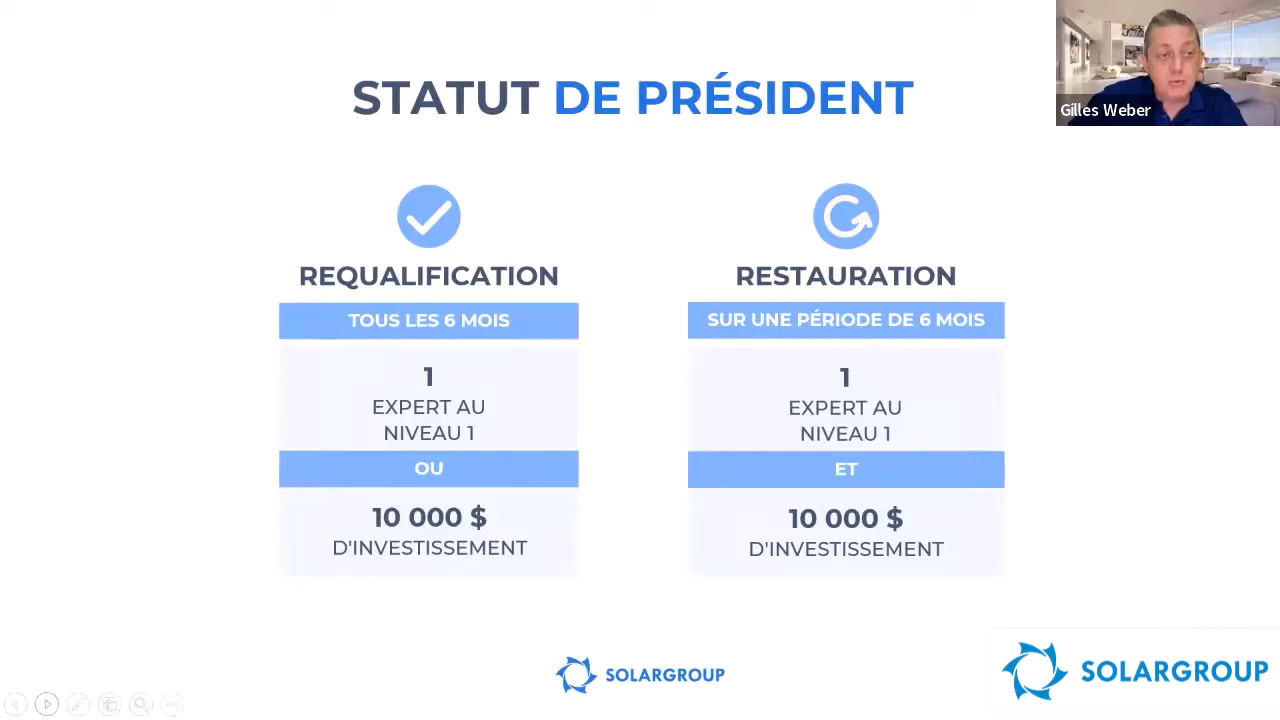 Gilles Weber
STATUT DE PRÉSIDENT
REQUALIFICATION
TOUS LES 6 MOIS
1
EXPERT AU
NIVEAU 1
OU
10 000 $
D'INVESTISSEMENT
RESTAURATION
SUR UNE PÉRIODE DE 6 MOIS
1
EXPERT AU
NIVEAU 1
ET
10 000 $
D'INVESTISSEMENT
SOLARGROUP
SOLARGROUP